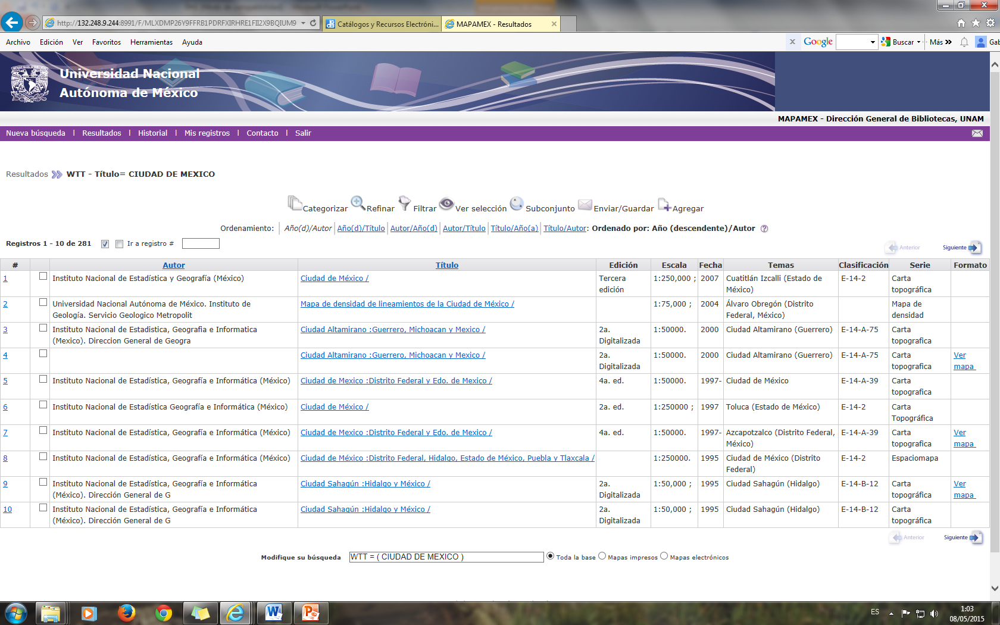 http://132.248.9.244:8991/F/MLXDMP26Y9FFRB1PDRFXIRHRE1FII2X9BQIUM9
Catálogos y Recursos Electróni...
MAPAMEX - Resultados
Archivo Edición Ver Favoritos Herramientas Ayuda
x Google Buscar Más Gab
Universidad Nacional
Autónoma de México
MAPAMEX - Dirección General de Bibliotecas, UNAM
Nueva búsqueda | Resultados | Historial | Mis registros | Contacto | Salir
Resultados WTT - Título= CIUDAD DE MEXICO
Categorizar Refinar Filtrar Ver selección Subconjunto Enviar/Guardar Agregar
Ordenamiento: Año(d)/Autor Año(d)/Título Autor/Año(d) Autor/Título Título/Año(a) Título/Autor: Ordenado por: Año (descendente)/Autor ?
Registros 1 - 10 de 281 Ir a registro #
Anterior Siguiente
# Autor Título Edición Escala Fecha Temas Clasificación Serie Formato
1 Instituto Nacional de Estadística y Geografía (México) Ciudad de México / Tercera 1:250,000 ; 2007 Cuatitlán Izcalli (Estado de E-14-2 Carta
edición México) topográfica
2 Universidad Nacional Autónoma de México. Instituto de Mapa de densidad de lineamientos de la Ciudad de México / 1:75,000 ; 2004 Álvaro Obregón (Distrito Mapa de
Geología. Servicio Geologico Metropolit Federal, México) densidad
3 Instituto Nacional de Estadistica, Geografia e Informatica Ciudad Altamirano :Guerrero, Michoacan y Mexico / 2a. 1:50000. 2000 Ciudad Altamirano (Guerrero) E-14-A-75 Carta
(Mexico). Direccion General de Geogra Digitalizada topografica
4 Ciudad Altamirano :Guerrero, Michoacan y Mexico / 2a. 1:50000. 2000 Ciudad Altamirano (Guerrero) E-14-A-75 Carta Ver
Digitalizada topografica mapa
5 Instituto Nacional de Estadística, Geografía e Informática (México) Ciudad de Mexico :Distrito Federal y Edo. de Mexico / 4a. ed. 1:50000. 1997- Ciudad de México E-14-A-39 Carta
topografica
6 Instituto Nacional de Estadística Geografía e Informática (México) Ciudad de México / 2a. ed. 1:250000 ; 1997 Toluca (Estado de México) E-14-2 Carta
Topográfica
7 Instituto Nacional de Estadística, Geografía e Informática (México) Ciudad de Mexico :Distrito Federal y Edo. de Mexico / 4a. ed. 1:50000. 1997- Azcapotzalco (Distrito Federal, E-14-A-39 Carta Ver
México) topografica mapa
8 Instituto Nacional de Estadística, Geografía e Informática (México) Ciudad de México :Distrito Federal, Hidalgo, Estado de México, Puebla y Tlaxcala / 1:250000. 1995 Ciudad de México (Distrito E-14-2 Espaciomapa
Federal)
9 Instituto Nacional de Estadística, Geografía e Informática Ciudad Sahagún :Hidalgo y México / 2a. 1:50,000 ; 1995 Ciudad Sahagún (Hidalgo) E-14-B-12 Carta Ver
(México). Dirección General de G Digitalizada topográfica mapa
10 Instituto Nacional de Estadística, Geografía e Informática Ciudad Sahagún :Hidalgo y México / 2a. 1:50,000 ; 1995 Ciudad Sahagún (Hidalgo) E-14-B-12 Carta
(México). Dirección General de G Digitalizada topográfica
Anterior Siguiente
Modifique su búsqueda WTT = ( CIUDAD DE MEXICO ) Toda la base Mapas impresos Mapas electrónicos
ES 1:03
08/05/2015